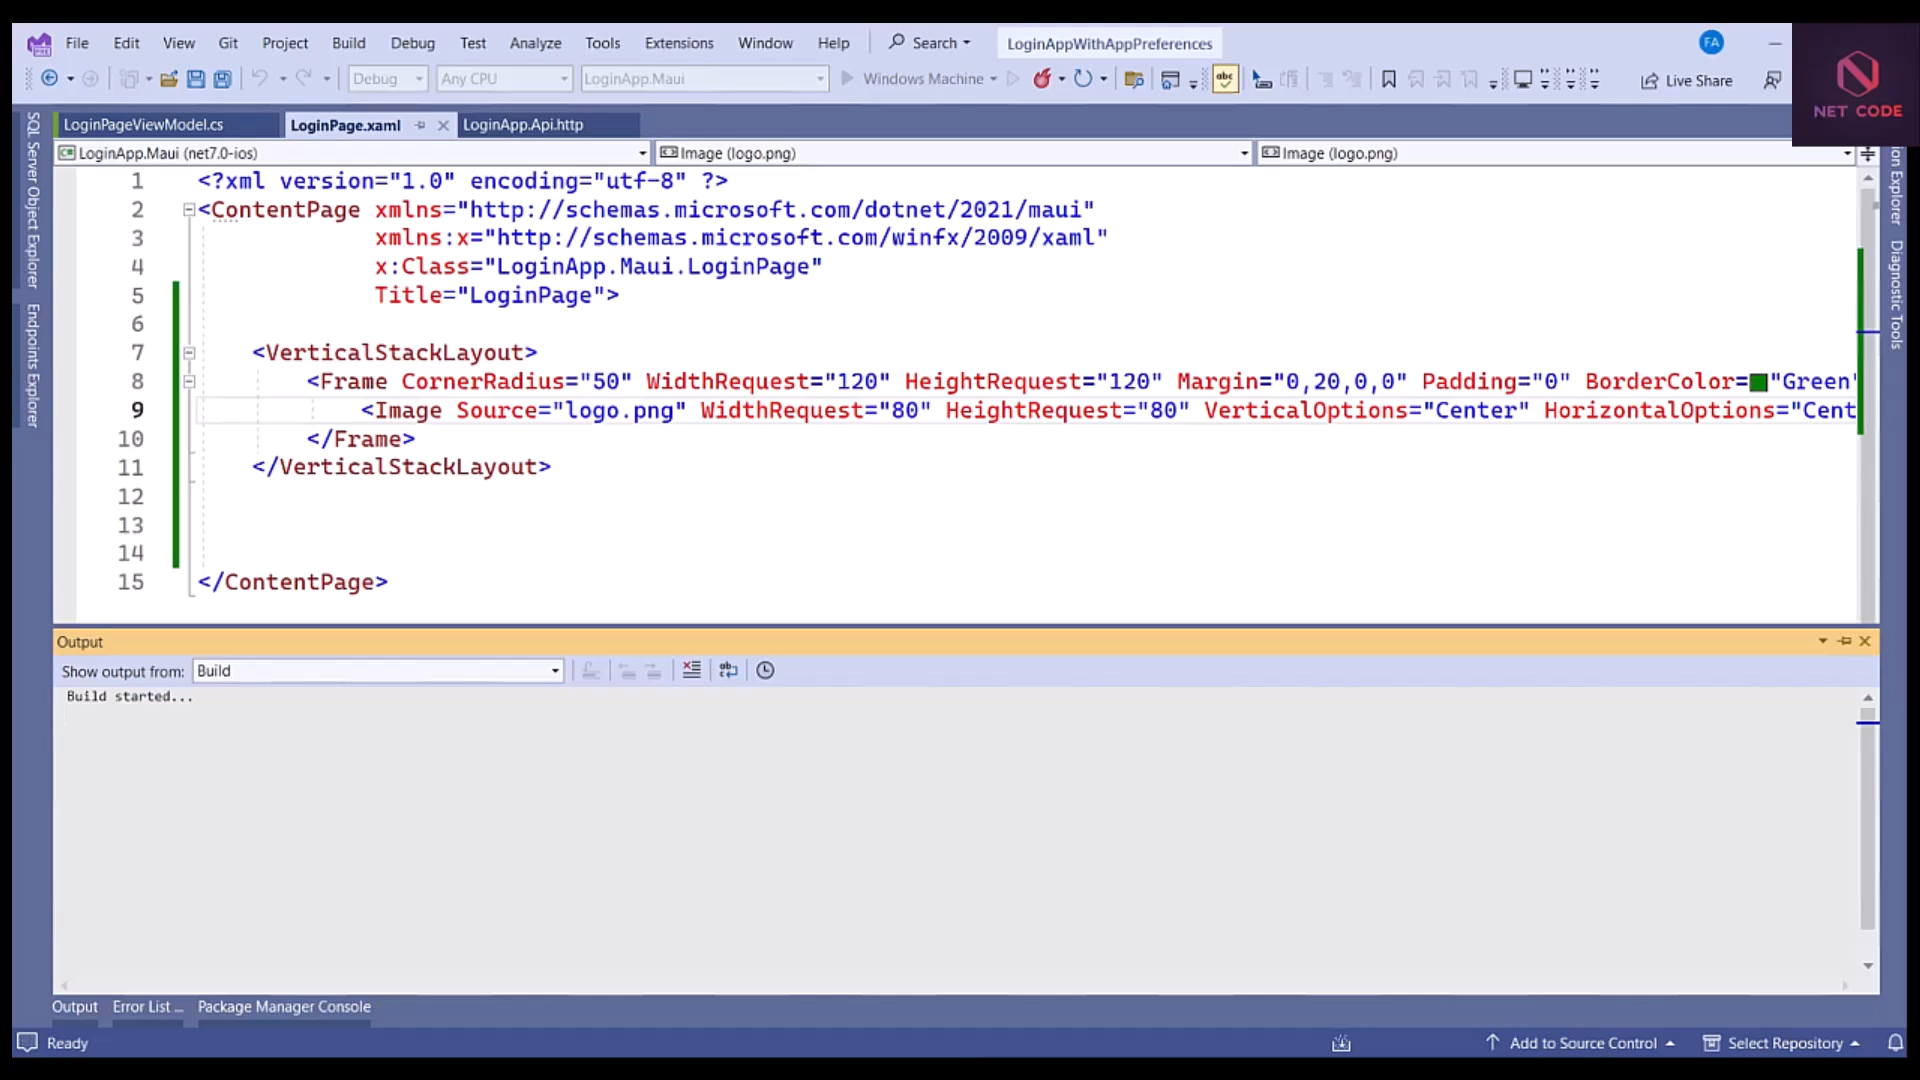 File Edit View Git Project Build Debug Test Analyze Tools Extensions Window Help Search LoginAppWithAppPreferences FA
Debug Any CPU LoginApp.Maui Windows Machine abc Live Share
NET CODE
LoginPageViewModel.cs LoginPage.xaml LoginApp.Api.http
LoginApp.Maui (net7.0-ios) Image (logo.png) Image (logo.png)
SQL Server Object Explorer
Endpoints Explorer
ion Explorer
Diagnostic Tools
1 <?xml version="1.0" encoding="utf-8" ?>
2 <ContentPage xmlns="http://schemas.microsoft.com/dotnet/2021/maui"
3 xmlns:x="http://schemas.microsoft.com/winfx/2009/xaml"
4 x:Class="LoginApp.Maui.LoginPage"
5 Title="LoginPage">
6
7 <VerticalStackLayout>
8 <Frame CornerRadius="50" WidthRequest="120" HeightRequest="120" Margin="0,20,0,0" Padding="0" BorderColor="Green"
9 <Image Source="logo.png" WidthRequest="80" HeightRequest="80" VerticalOptions="Center" HorizontalOptions="Cent
10 </Frame>
11 </VerticalStackLayout>
12
13
14
15 </ContentPage>
Output
Show output from: Build
Build started...
Output Error List ... Package Manager Console
Ready Add to Source Control Select Repository